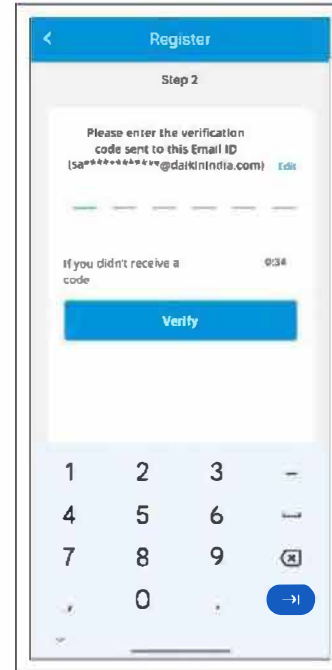 Register
Step 2
Please enter the verification
code sent to this Email ID
(sa************@daikinindia.com) Edit
If you didn't receive a 0:34
code
Verify
1 2 3 -
4 5 6
7 8 9
, 0 .